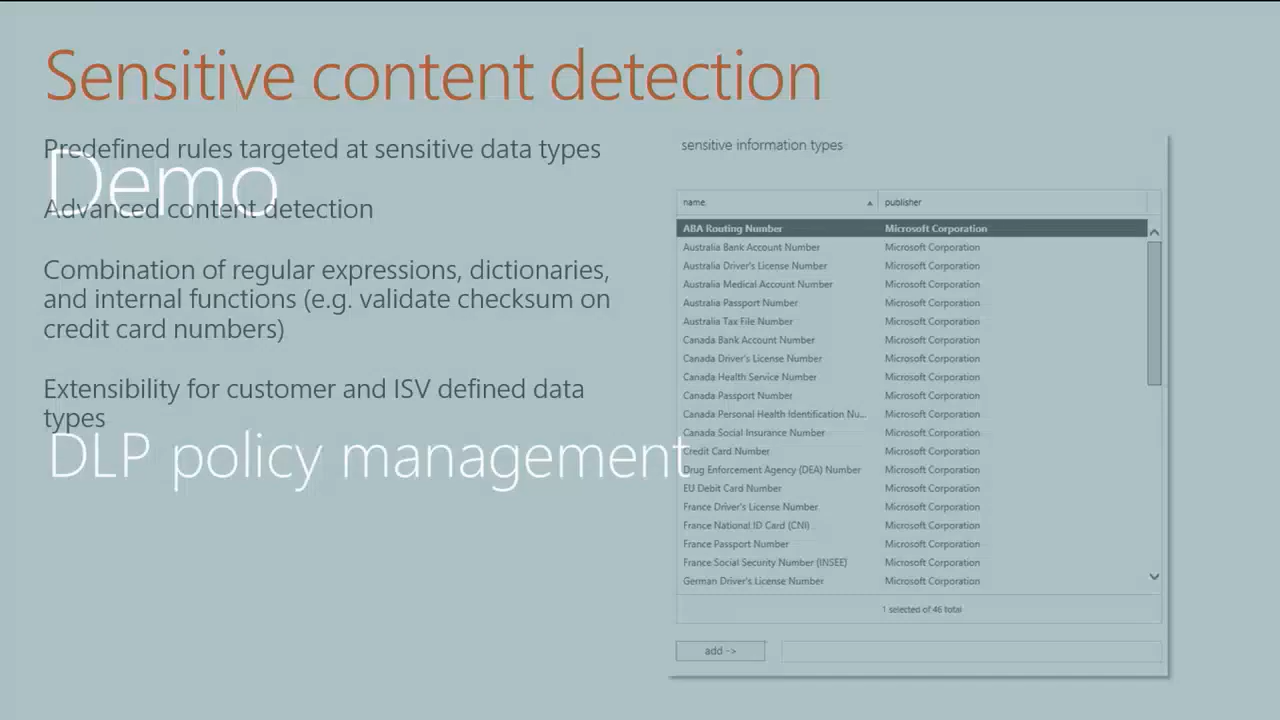 Sensitive content detection
Predefined rules targeted at sensitive data types
Demo
Advanced content detection
Combination of regular expressions, dictionaries,
and internal functions (e.g. validate checksum on
credit card numbers)
Extensibility for customer and ISV defined data
types
DLP policy management
sensitive information types
name publisher
ABA Routing Number Microsoft Corporation
Australia Bank Account Number Microsoft Corporation
Australia Driver's License Number Microsoft Corporation
Australia Medical Account Number Microsoft Corporation
Australia Passport Number Microsoft Corporation
Australia Tax File Number Microsoft Corporation
Canada Bank Account Number Microsoft Corporation
Canada Driver's License Number Microsoft Corporation
Canada Health Service Number Microsoft Corporation
Canada Passport Number Microsoft Corporation
Canada Personal Health Identification Nu... Microsoft Corporation
Canada Social Insurance Number Microsoft Corporation
Credit Card Number Microsoft Corporation
Drug Enforcement Agency (DEA) Number Microsoft Corporation
EU Debit Card Number Microsoft Corporation
France Driver's License Number Microsoft Corporation
France National ID Card (CNI) Microsoft Corporation
France Passport Number Microsoft Corporation
France Social Security Number (INSEE) Microsoft Corporation
German Driver's License Number Microsoft Corporation
1 selected of 46 total
add ->